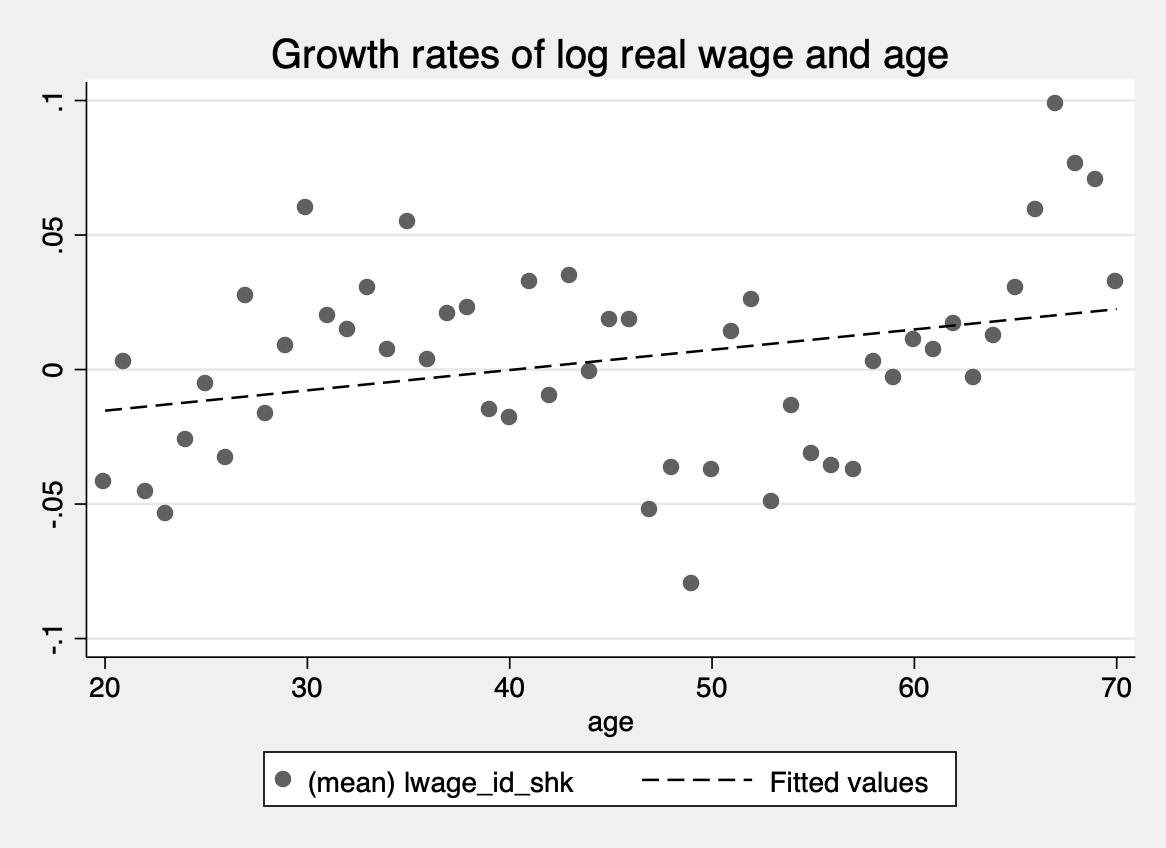 Growth rates of log real wage and age
.1
.05
0
-.05
-.1
20 30 40 50 60 70
age
(mean) lwage_id_shk Fitted values